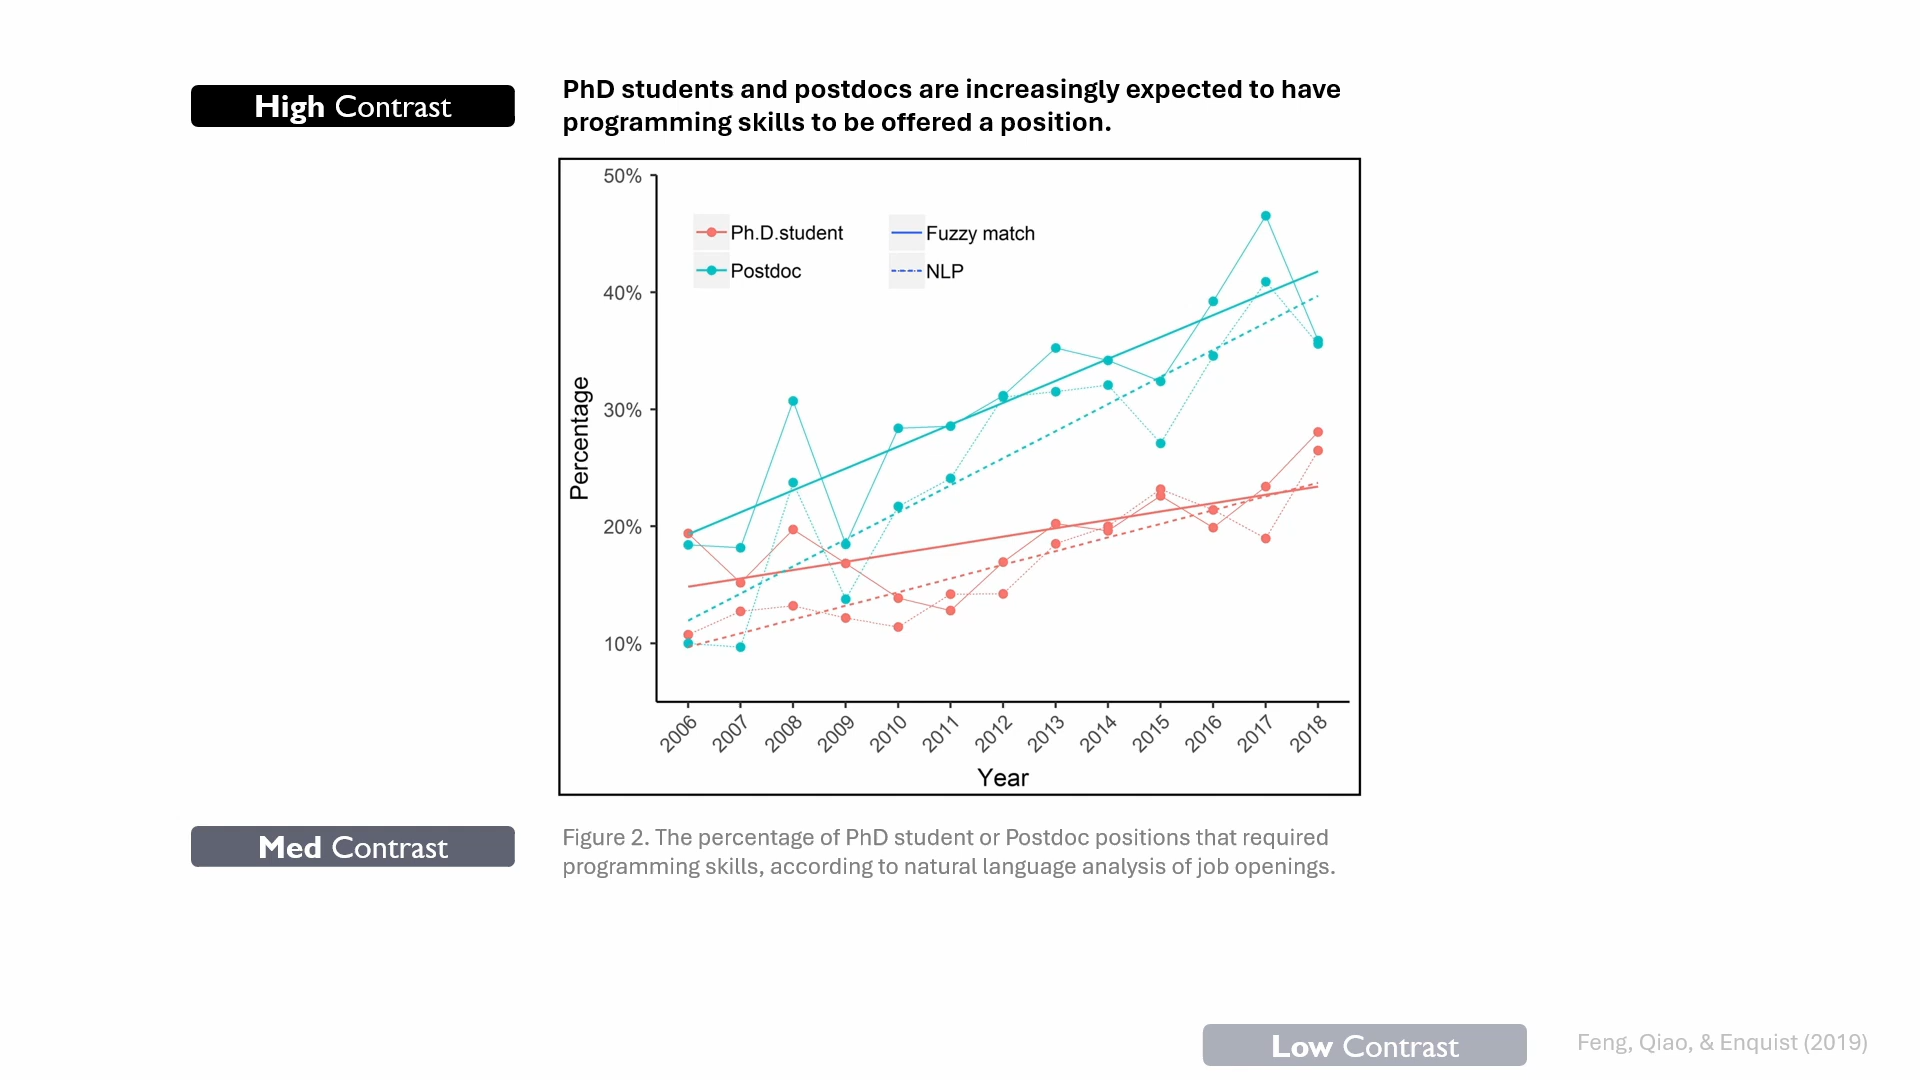 High Contrast
PhD students and postdocs are increasingly expected to have
programming skills to be offered a position.
50%
40%
30%
20%
10%
Percentage
Ph.D.student
Postdoc
Fuzzy match
NLP
2006
2007
2008
2009
2010
2011
2012
2013
2014
2015
2016
2017
2018
Year
Med Contrast
Figure 2. The percentage of PhD student or Postdoc positions that required
programming skills, according to natural language analysis of job openings.
Low Contrast
Feng, Qiao, & Enquist (2019)